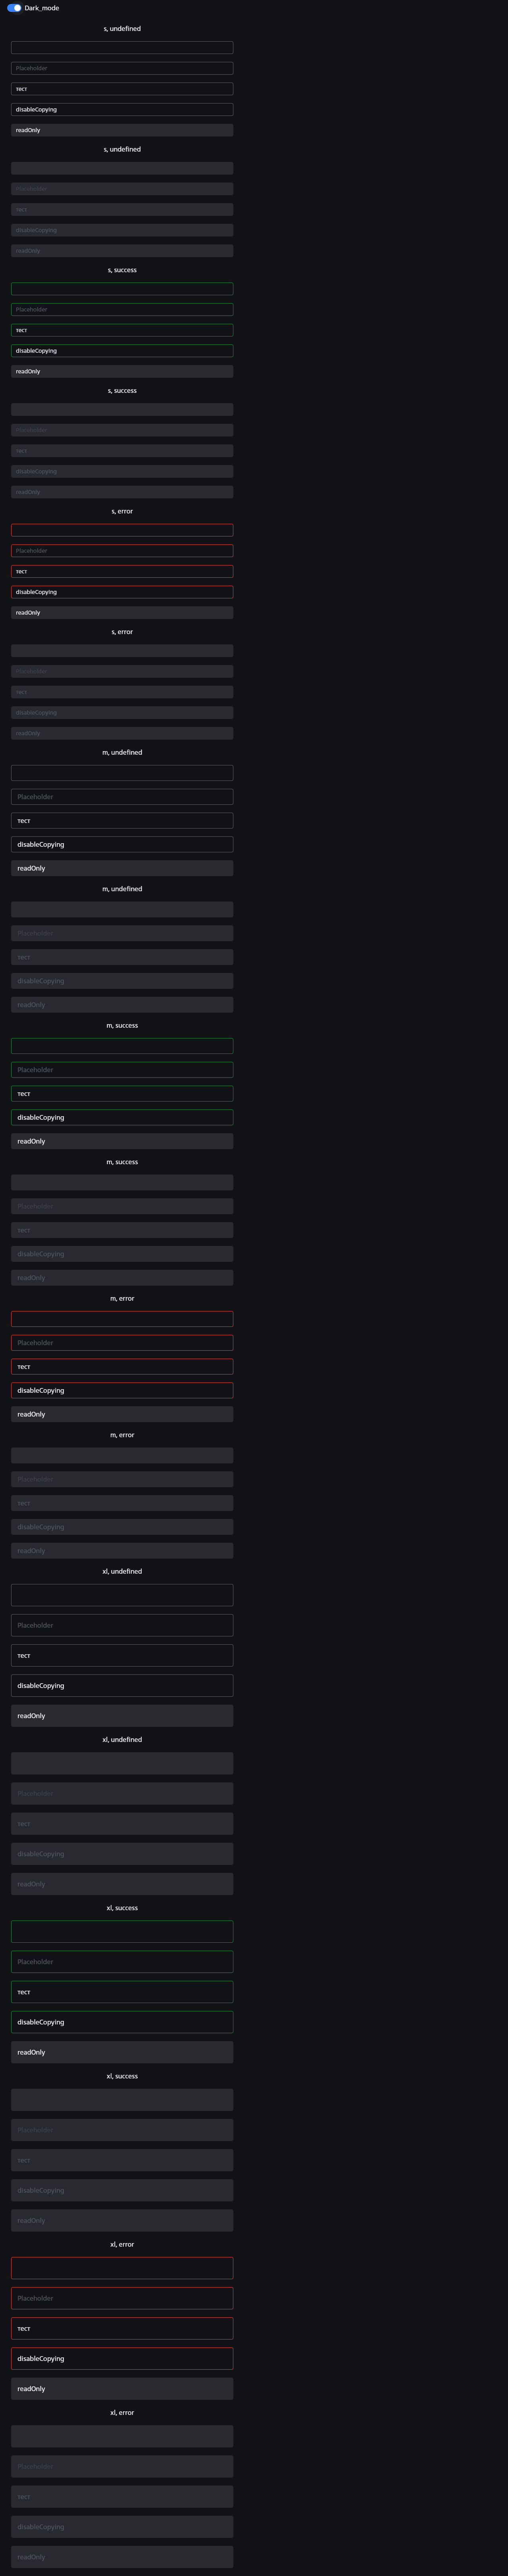 Dark_mode
s, undefined
Placeholder
тест
disableCopying
readOnly
s, undefined
Placeholder
тест
disableCopying
readOnly
s, success
Placeholder
тест
disableCopying
readOnly
s, success
Placeholder
тест
disableCopying
readOnly
s, error
Placeholder
тест
disableCopying
readOnly
s, error
Placeholder
тест
disableCopying
readOnly
m, undefined
Placeholder
тест
disableCopying
readOnly
m, undefined
Placeholder
тест
disableCopying
readOnly
m, success
Placeholder
тест
disableCopying
readOnly
m, success
Placeholder
тест
disableCopying
readOnly
m, error
Placeholder
тест
disableCopying
readOnly
m, error
Placeholder
тест
disableCopying
readOnly
xl, undefined
Placeholder
тест
disableCopying
readOnly
xl, undefined
Placeholder
тест
disableCopying
readOnly
xl, success
Placeholder
тест
disableCopying
readOnly
xl, success
Placeholder
тест
disableCopying
readOnly
xl, error
Placeholder
тест
disableCopying
readOnly
xl, error
Placeholder
тест
disableCopying
readOnly